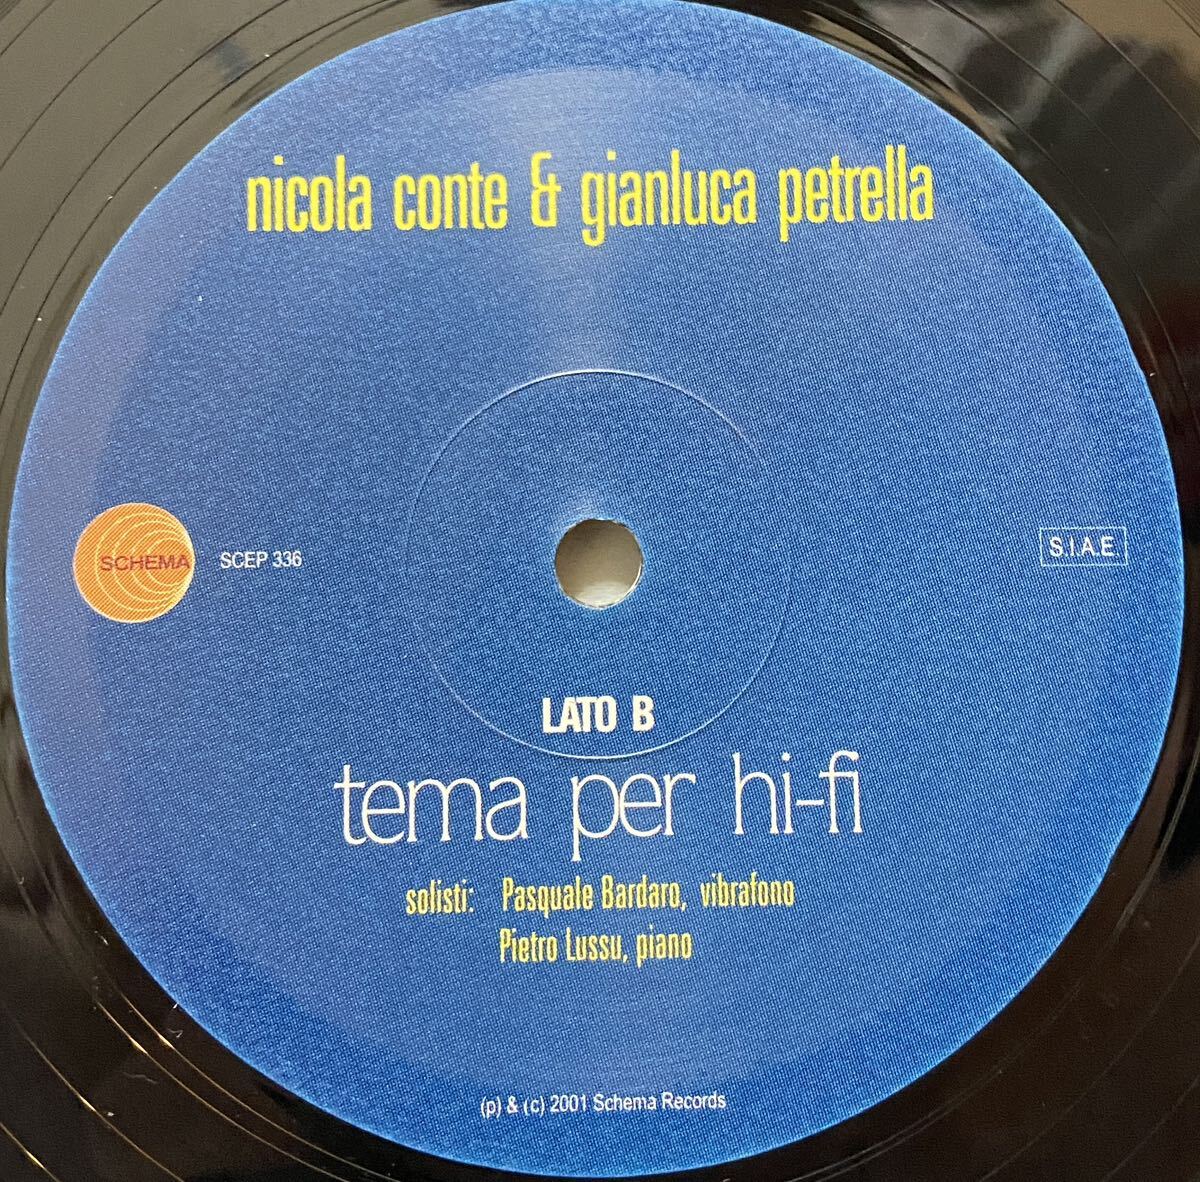 nicola conte & gianluca petrella
SCHEMA
SCEP 336
S.I.A.E.
LATO B
tema per hi-fi
solisti: Pasquale Bardaro, vibrafono
Pietro Lussu, piano
(p) & (c) 2001 Schema Records